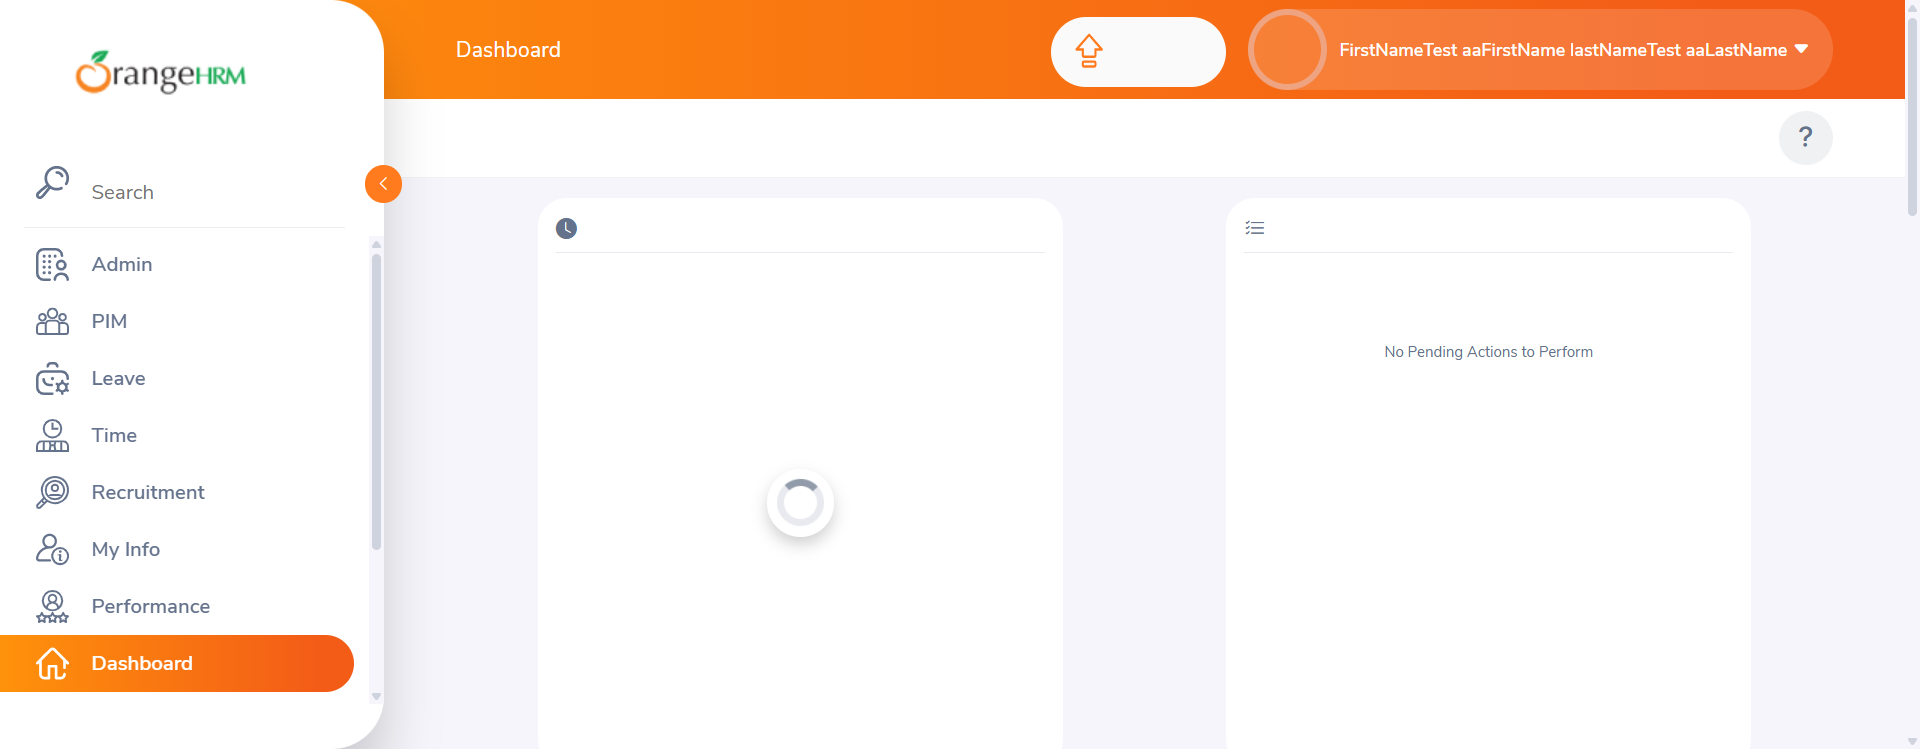 OrangeHRM
Search
Admin
PIM
Leave
Time
Recruitment
My Info
Performance
Dashboard
Dashboard
FirstNameTest aaFirstName lastNameTest aaLastName
?
No Pending Actions to Perform